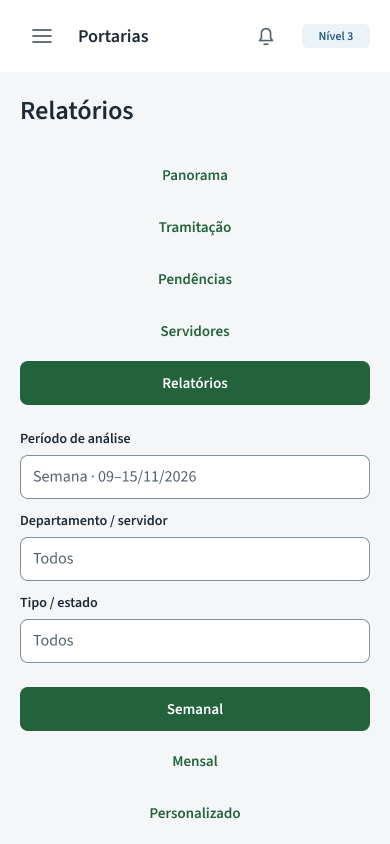 Portarias
Nível 3
Relatórios
Panorama
Tramitação
Pendências
Servidores
Relatórios
Período de análise
Semana · 09–15/11/2026
Departamento / servidor
Todos
Tipo / estado
Todos
Semanal
Mensal
Personalizado